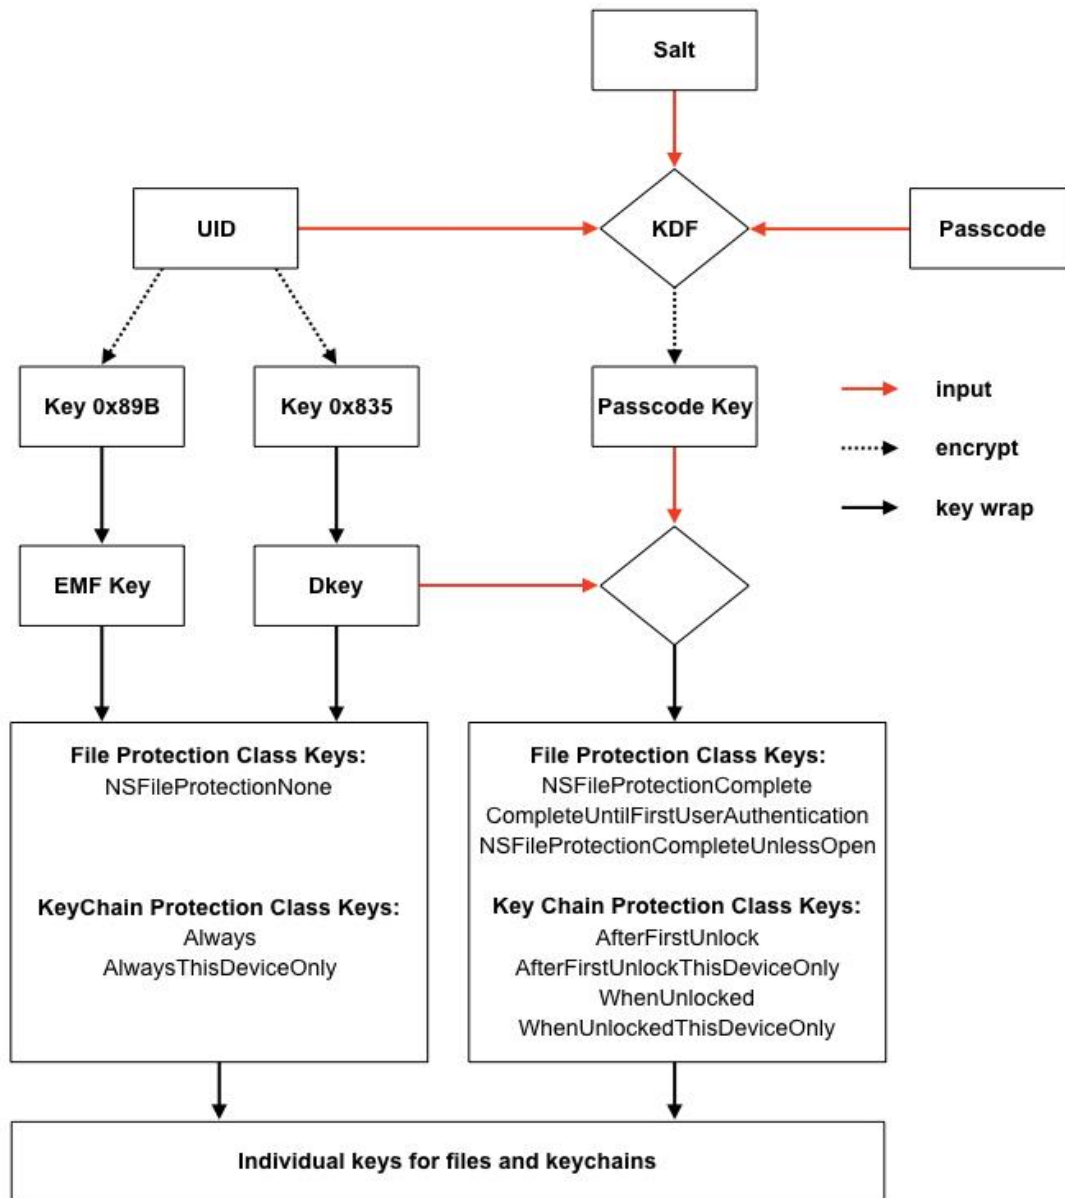 Salt
UID
KDF
Passcode
Key 0x89B
Key 0x835
Passcode Key
input
encrypt
key wrap
EMF Key
Dkey
File Protection Class Keys:
NSFileProtectionNone
KeyChain Protection Class Keys:
Always
AlwaysThisDeviceOnly
File Protection Class Keys:
NSFileProtectionComplete
CompleteUntilFirstUserAuthentication
NSFileProtectionCompleteUnlessOpen
Key Chain Protection Class Keys:
AfterFirstUnlock
AfterFirstUnlockThisDeviceOnly
WhenUnlocked
WhenUnlockedThisDeviceOnly
Individual keys for files and keychains